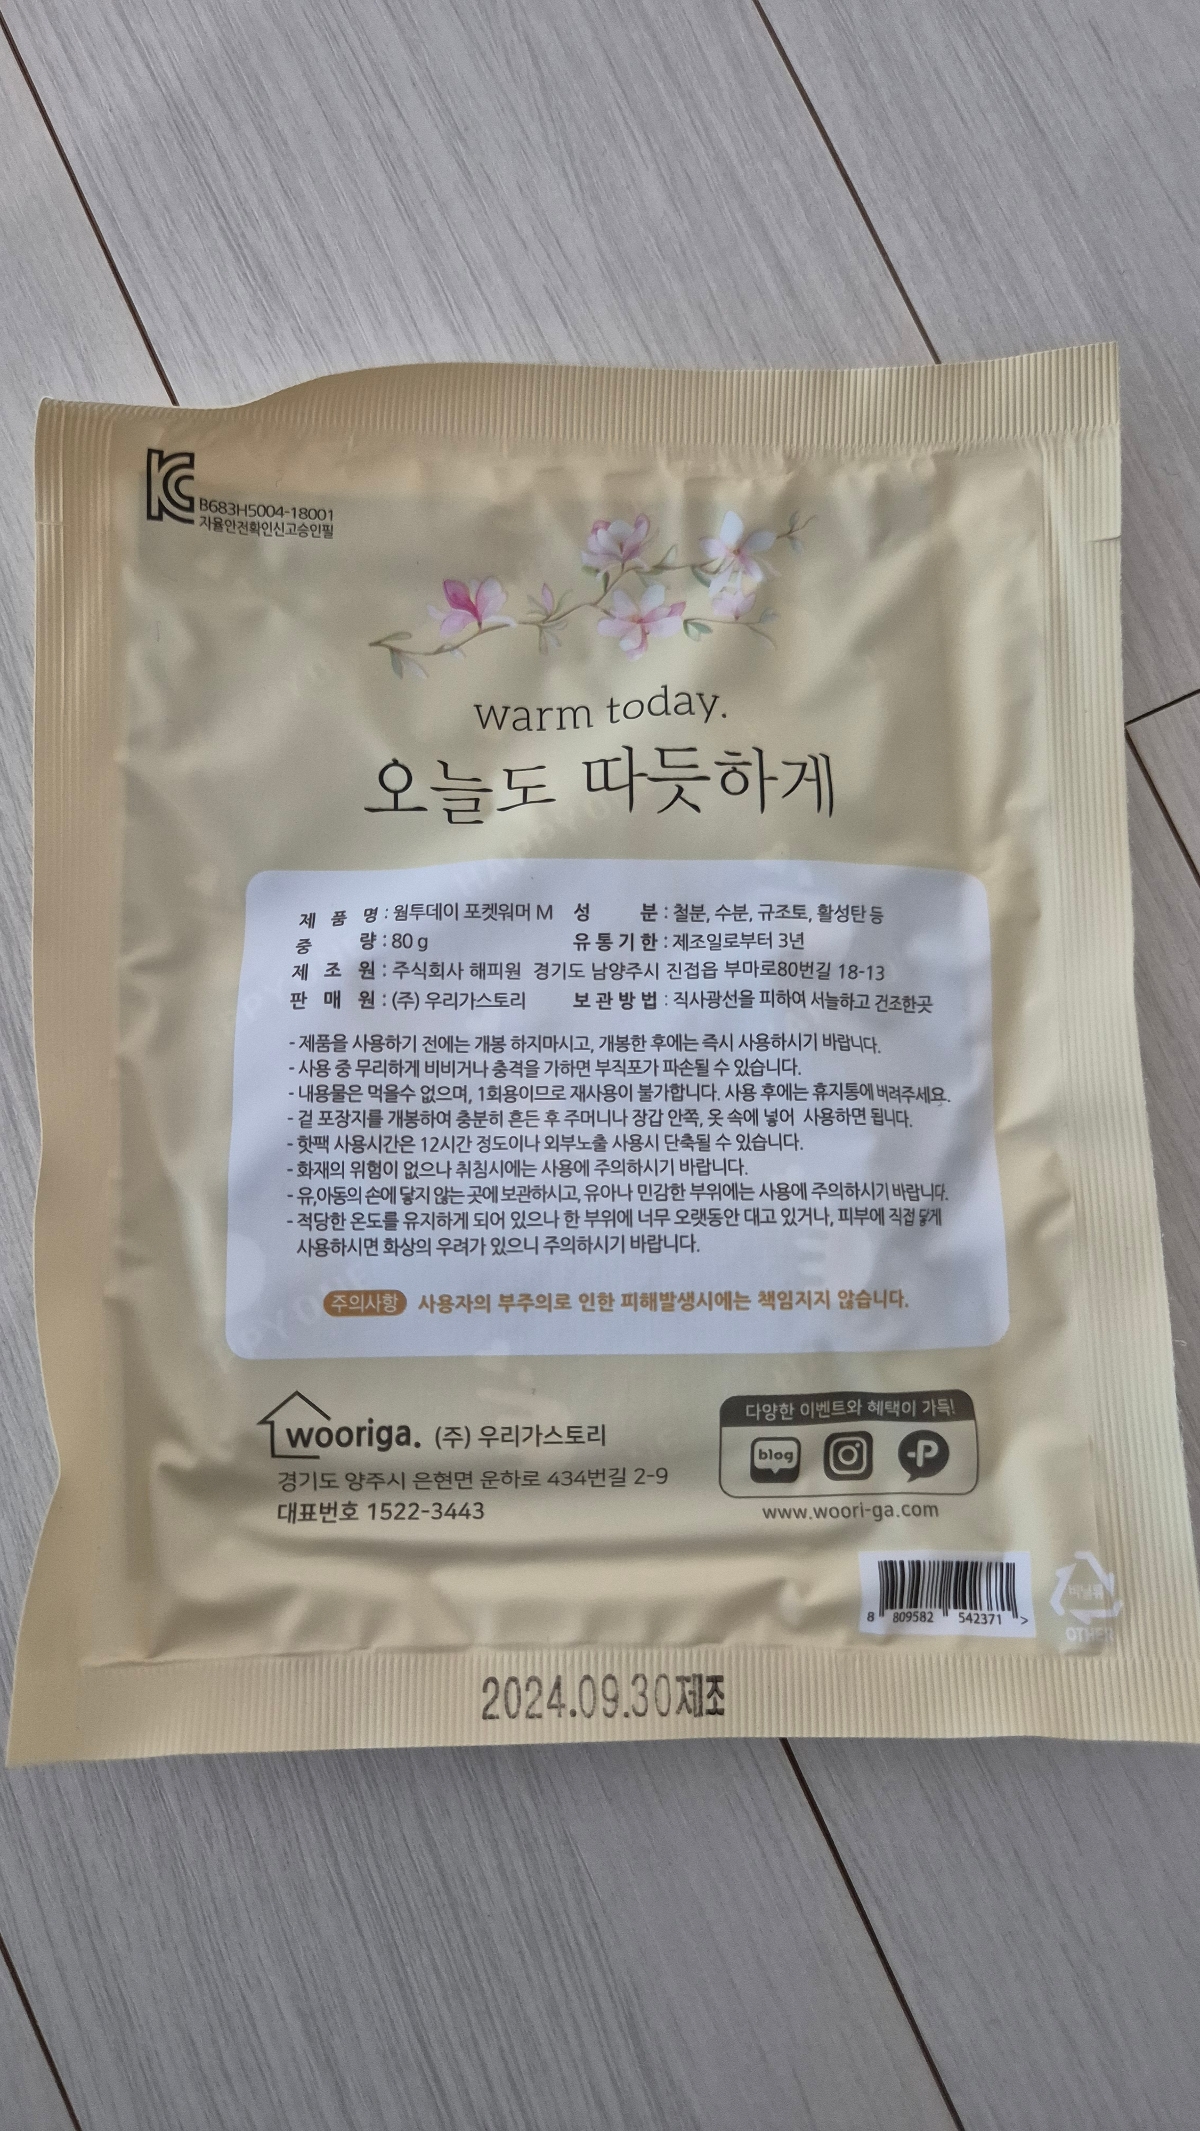 B683H5004-18001
자율안전확인신고승인필
warm today.
오늘도 따듯하게
제 품 명 : 웜투데이 포켓워머 M 성 분 : 철분, 수분, 규조토, 활성탄 등
중 량 : 80 g 유통기한 : 제조일로부터 3년
제 조 원 : 주식회사 해피원 경기도 남양주시 진접읍 부마로80번길 18-13
판 매 원 : (주) 우리가스토리 보관방법 : 직사광선을 피하여 서늘하고 건조한곳
- 제품을 사용하기 전에는 개봉 하지마시고, 개봉한 후에는 즉시 사용하시기 바랍니다.
- 사용 중 무리하게 비비거나 충격을 가하면 부직포가 파손될 수 있습니다.
- 내용물은 먹을수 없으며, 1회용이므로 재사용이 불가합니다. 사용 후에는 휴지통에 버려주세요.
- 겉 포장지를 개봉하여 충분히 흔든 후 주머니나 장갑 안쪽, 옷 속에 넣어 사용하면 됩니다.
- 핫팩 사용시간은 12시간 정도이나 외부노출 사용시 단축될 수 있습니다.
- 화재의 위험이 없으나 취침시에는 사용에 주의하시기 바랍니다.
- 유,아동의 손에 닿지 않는 곳에 보관하시고, 유아나 민감한 부위에는 사용에 주의하시기 바랍니다.
- 적당한 온도를 유지하게 되어 있으나 한 부위에 너무 오랫동안 대고 있거나, 피부에 직접 닿게
사용하시면 화상의 우려가 있으니 주의하시기 바랍니다.
주의사항 사용자의 부주의로 인한 피해발생시에는 책임지지 않습니다.
wooriga. (주) 우리가스토리
경기도 양주시 은현면 운하로 434번길 2-9
대표번호 1522-3443
다양한 이벤트와 혜택이 가득!
blog
P
www.woori-ga.com
8 809582 542371 >
비닐류
OTHER
2024.09.30제조